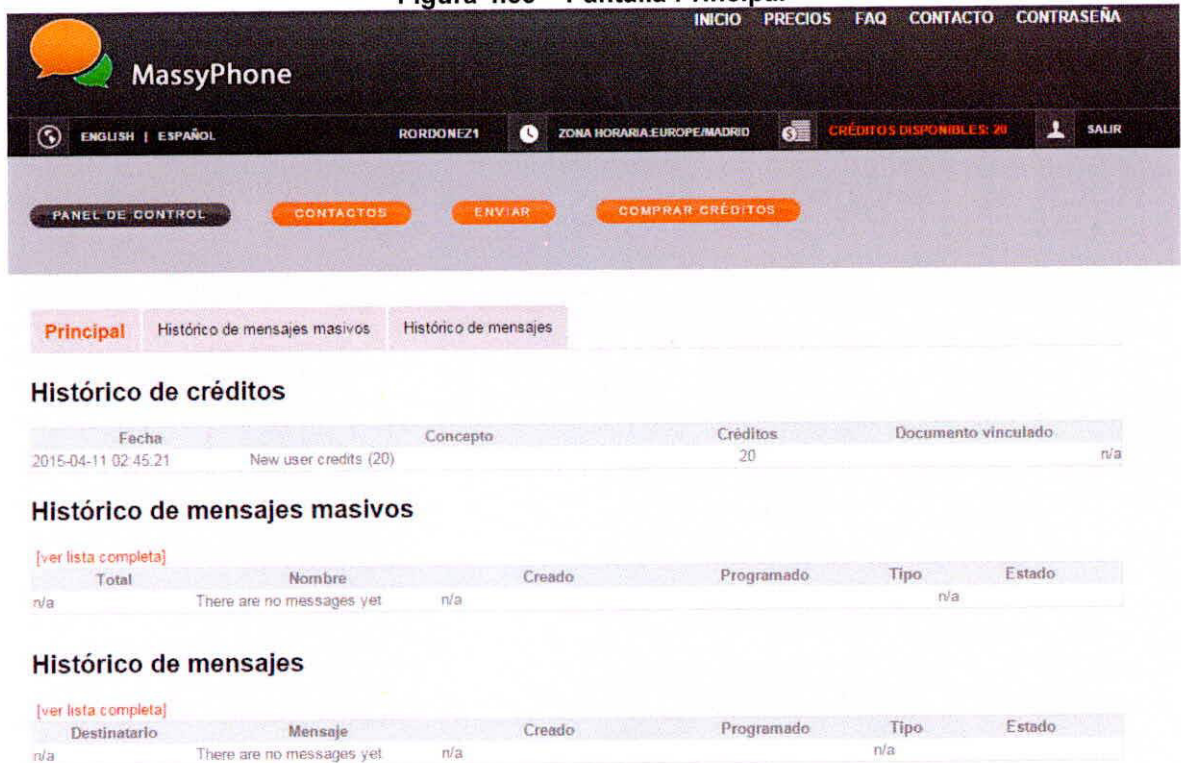 Pantalla Principal
INICIO PRECIOS FAQ CONTACTO CONTRASEÑA
MassyPhone
ENGLISH | ESPAÑOL RORDONEZ1 ZONA HORARIA:EUROPE/MADRID CRÉDITOS DISPONIBLES: 20 SALIR
PANEL DE CONTROL CONTACTOS ENVIAR COMPRAR CRÉDITOS
Principal Histórico de mensajes masivos Histórico de mensajes
Histórico de créditos
Fecha Concepto Créditos Documento vinculado
2015-04-11 02:45:21 New user credits (20) 20 n/a
Histórico de mensajes masivos
[ver lista completa]
Total Nombre Creado Programado Tipo Estado
n/a There are no messages yet n/a n/a
Histórico de mensajes
[ver lista completa]
Destinatario Mensaje Creado Programado Tipo Estado
n/a There are no messages yet n/a n/a